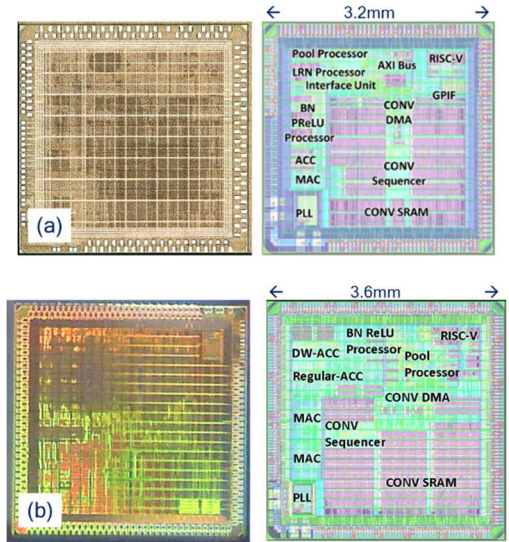 3.2mm
Pool Processor
AXI Bus
RISC-V
LRN Processor
Interface Unit
GPIF
BN
CONV
DMA
PReLU
Processor
ACC
CONV
MAC
Sequencer
PLL
CONV SRAM
(a)
3.6mm
BN ReLU
Processor
RISC-V
DW-ACC
Pool
Processor
Regular-ACC
CONV DMA
MAC
CONV
Sequencer
MAC
CONV SRAM
PLL
(b)